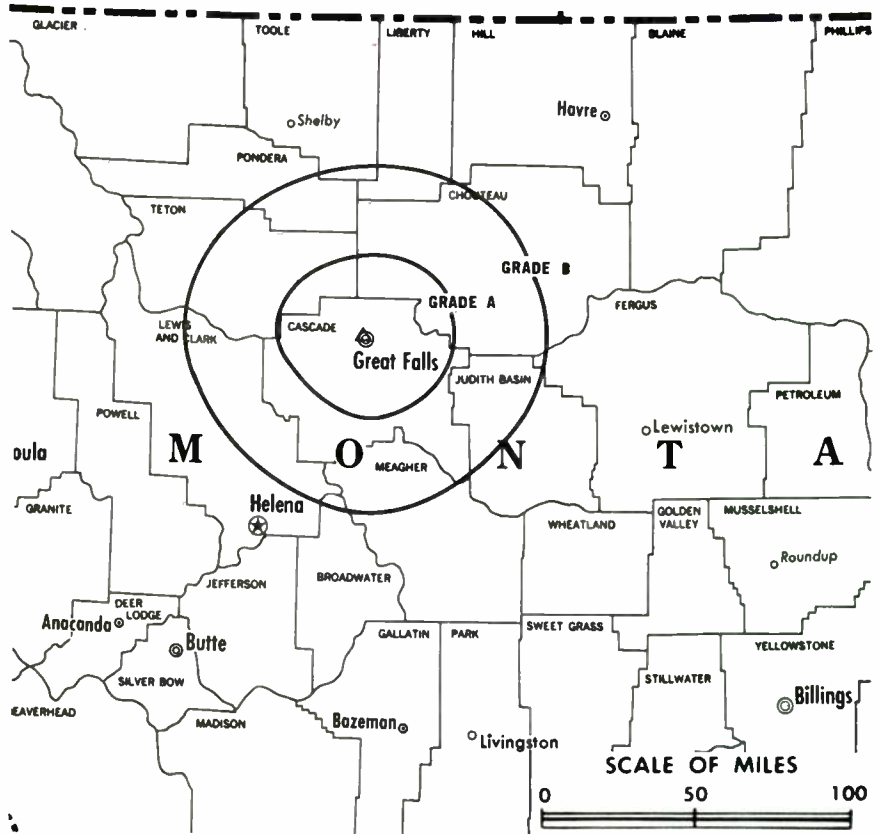 GLACIER
TOOLE
LIBERTY
HILL
BLAINE
PHILLIPS
Shelby
Havre
PONDERA
CHOUTEAU
TETON
GRADE B
GRADE A
FERGUS
LEWIS
AND CLARK
CASCADE
Great Falls
JUDITH BASIN
PETROLEUM
POWELL
Lewistown
oula
M O N T A
MEAGHER
GRANITE
Helena
WHEATLAND
GOLDEN
VALLEY
MUSSELSHELL
Roundup
JEFFERSON
BROADWATER
DEER
LODGE
Anacanda
Butte
GALLATIN
PARK
SWEET GRASS
YELLOWSTONE
SILVER BOW
STILLWATER
EAVERHEAD
MADISON
Bazeman
Livingston
Billings
SCALE OF MILES
0 50 100